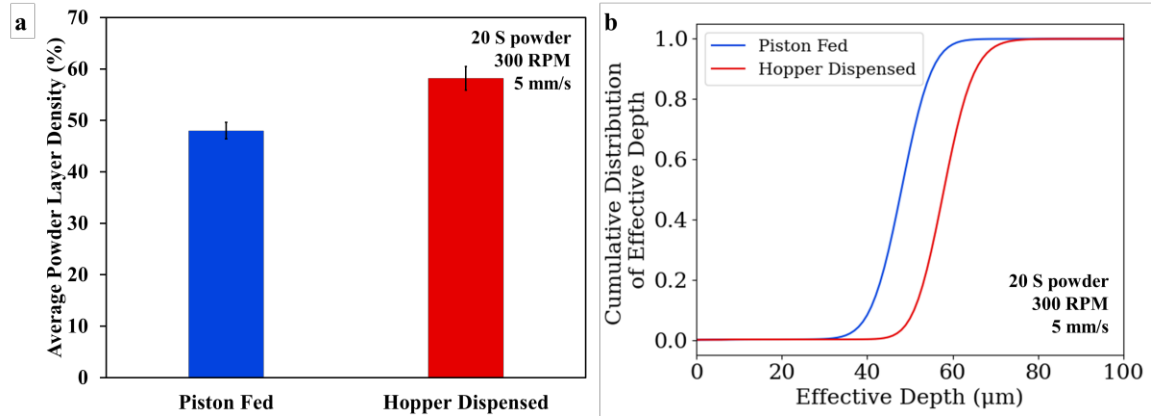 a
Average Powder Layer Density (%)
70
60
50
40
30
20
10
0
20 S powder
300 RPM
5 mm/s
Piston Fed
Hopper Dispensed
b
Cumulative Distribution
of Effective Depth
1.0
0.8
0.6
0.4
0.2
0.0
Piston Fed
Hopper Dispensed
20 S powder
300 RPM
5 mm/s
0 20 40 60 80 100
Effective Depth (μm)